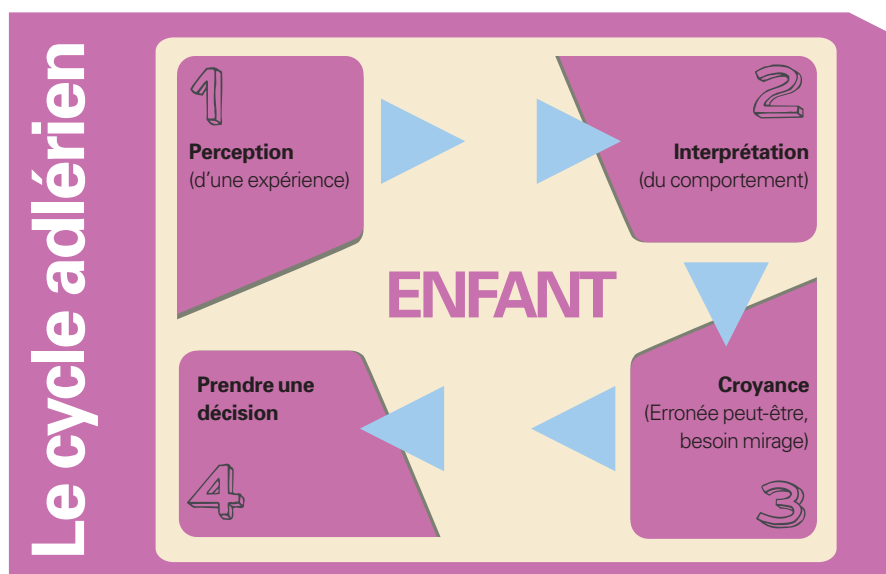 Le cycle adlérien
1
Perception
(d'une expérience)
2
Interprétation
(du comportement)
ENFANT
Croyance
(Erronée peut-être,
besoin mirage)
3
Prendre une
décision
4